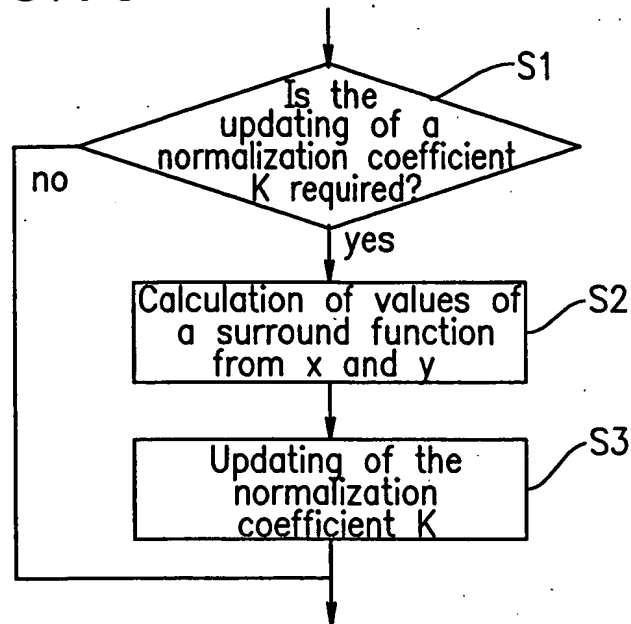 S1
Is the
updating of a
normalization coefficient
K required?
no
yes
Calculation of values of
a surround function
from x and y
S2
Updating of the
normalization
coefficient K
S3